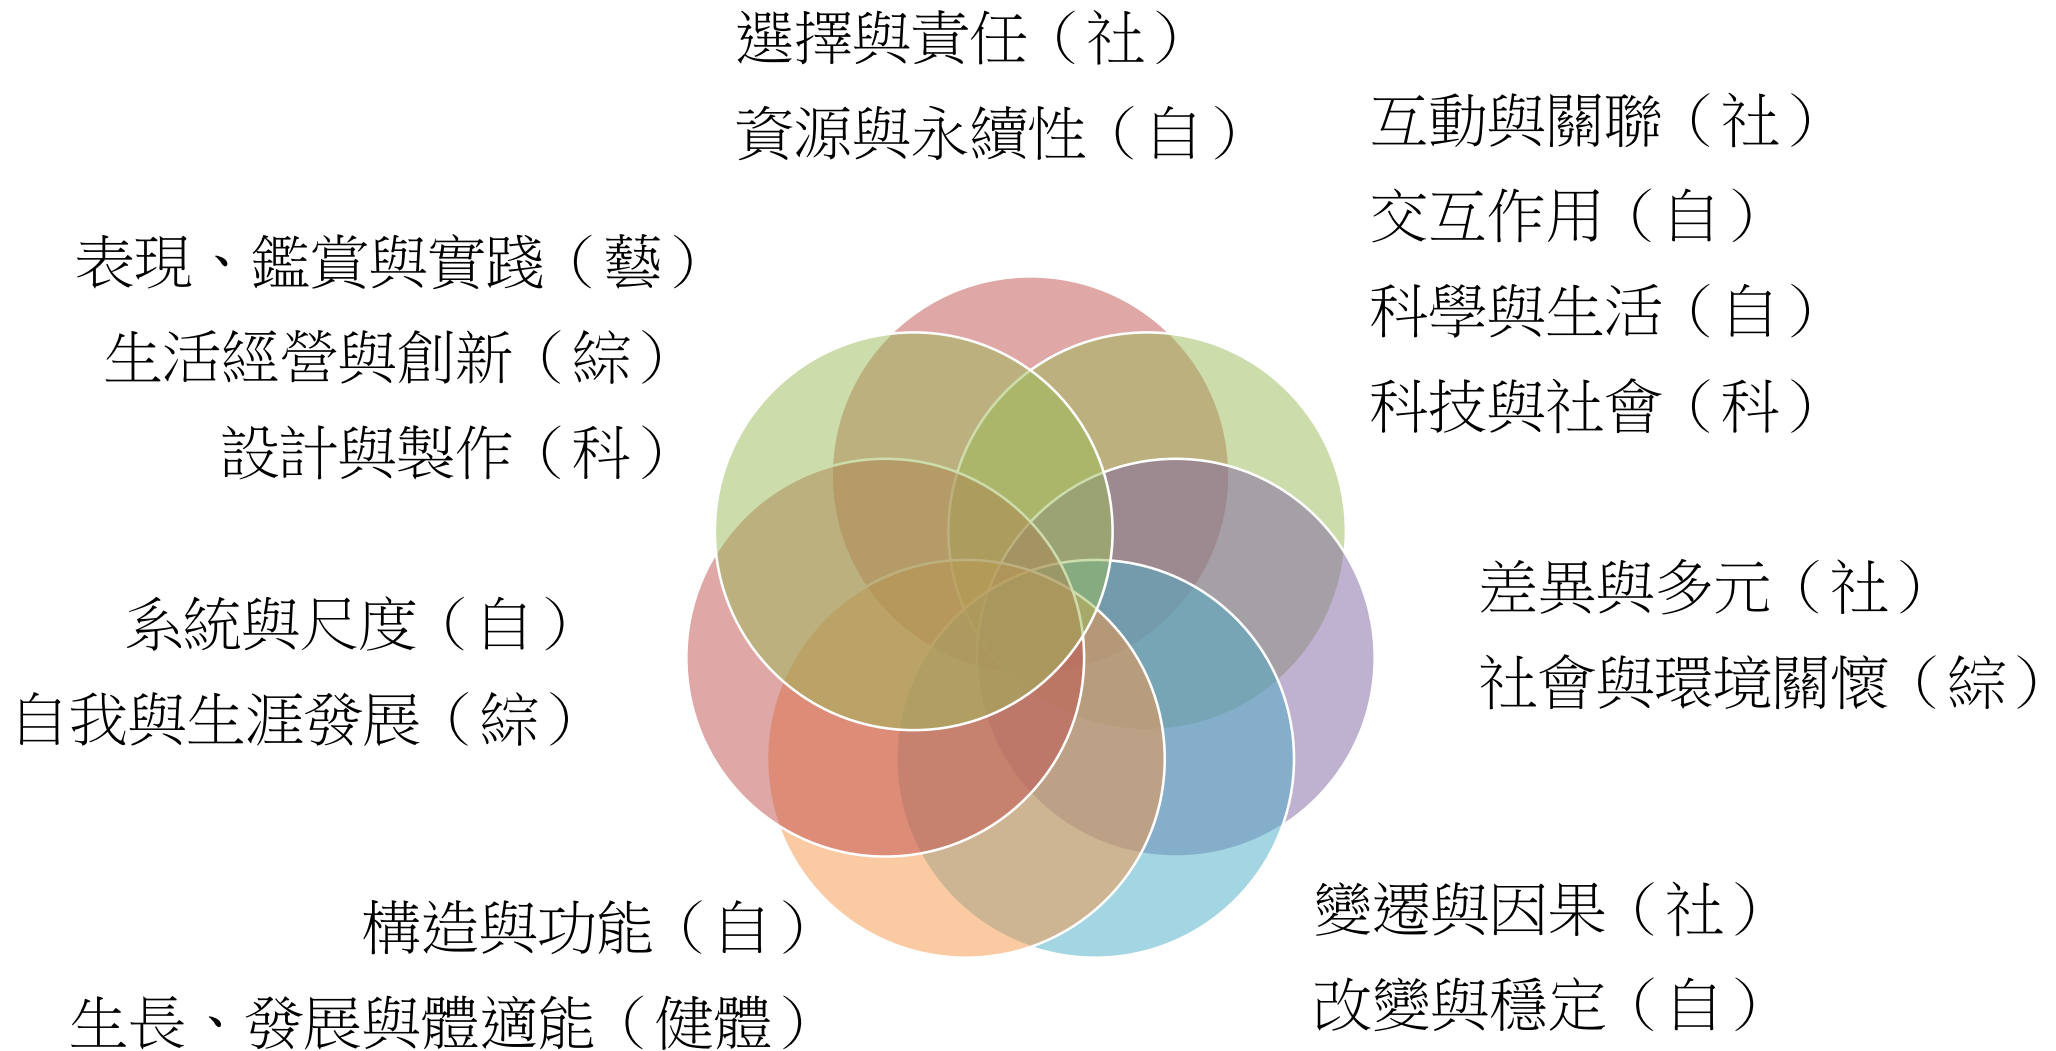 選擇與責任（社）
資源與永續性（自）
互動與關聯（社）
交互作用（自）
科學與生活（自）
科技與社會（科）
差異與多元（社）
社會與環境關懷（綜）
變遷與因果（社）
改變與穩定（自）
構造與功能（自）
生長、發展與體適能（健體）
系統與尺度（自）
自我與生涯發展（綜）
表現、鑑賞與實踐（藝）
生活經營與創新（綜）
設計與製作（科）